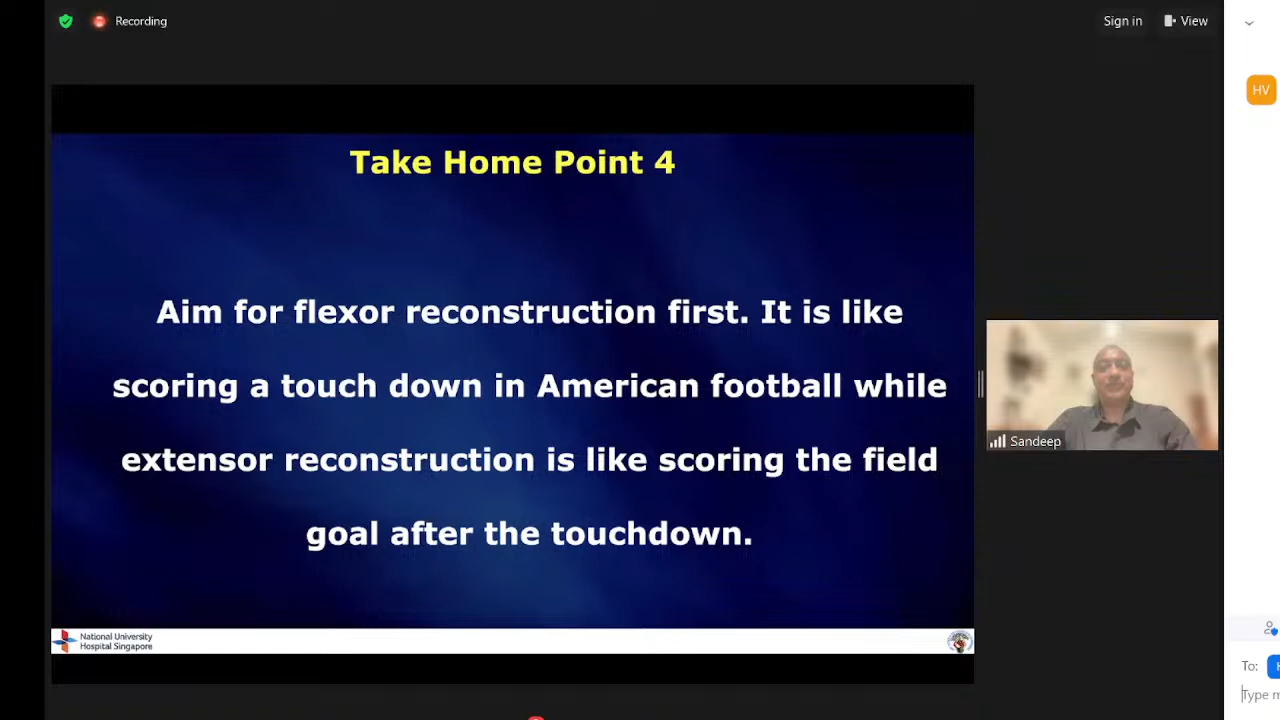 Recording
Sign in
View
HV
Take Home Point 4
Aim for flexor reconstruction first. It is like
scoring a touch down in American football while
extensor reconstruction is like scoring the field
goal after the touchdown.
Sandeep
National University
Hospital Singapore
To:
Type m